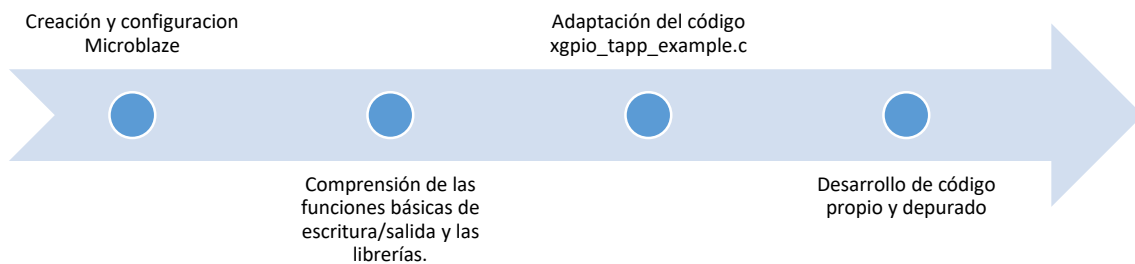 Creación y configuracion
Microblaze
Comprensión de las
funciones básicas de
escritura/salida y las
librerías.
Adaptación del código
xgpio_tapp_example.c
Desarrollo de código
propio y depurado